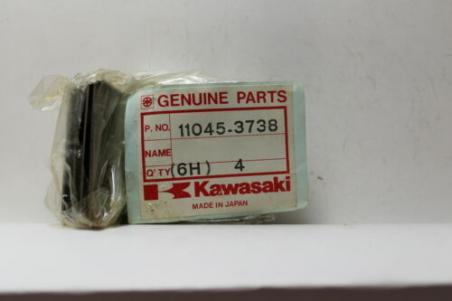 GENUINE PARTS
P. NO. 11045-3738
NAME
Q'TY (6H) 4
Kawasaki
MADE IN JAPAN